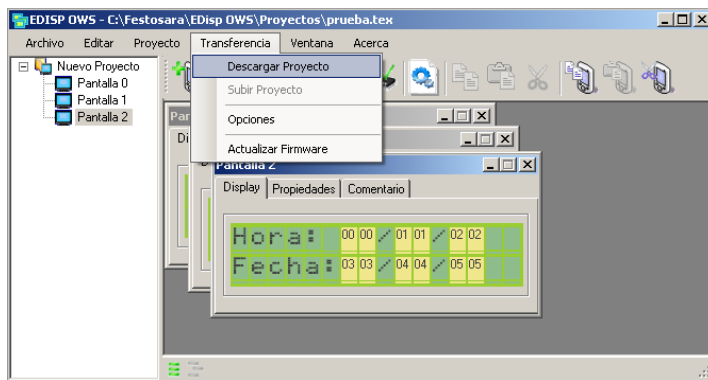 EDISP OWS - C:\Festosara\EDisp OWS\Proyectos\prueba.tex
Archivo Editar Proyecto Transferencia Ventana Acerca
Nuevo Proyecto
Pantalla 0
Pantalla 1
Pantalla 2
Descargar Proyecto
Subir Proyecto
Opciones
Actualizar Firmware
Pan
Di
Pantalla 2
Display Propiedades Comentario
Hora: 00 00 / 01 01 / 02 02
Fecha: 03 03 / 04 04 / 05 05